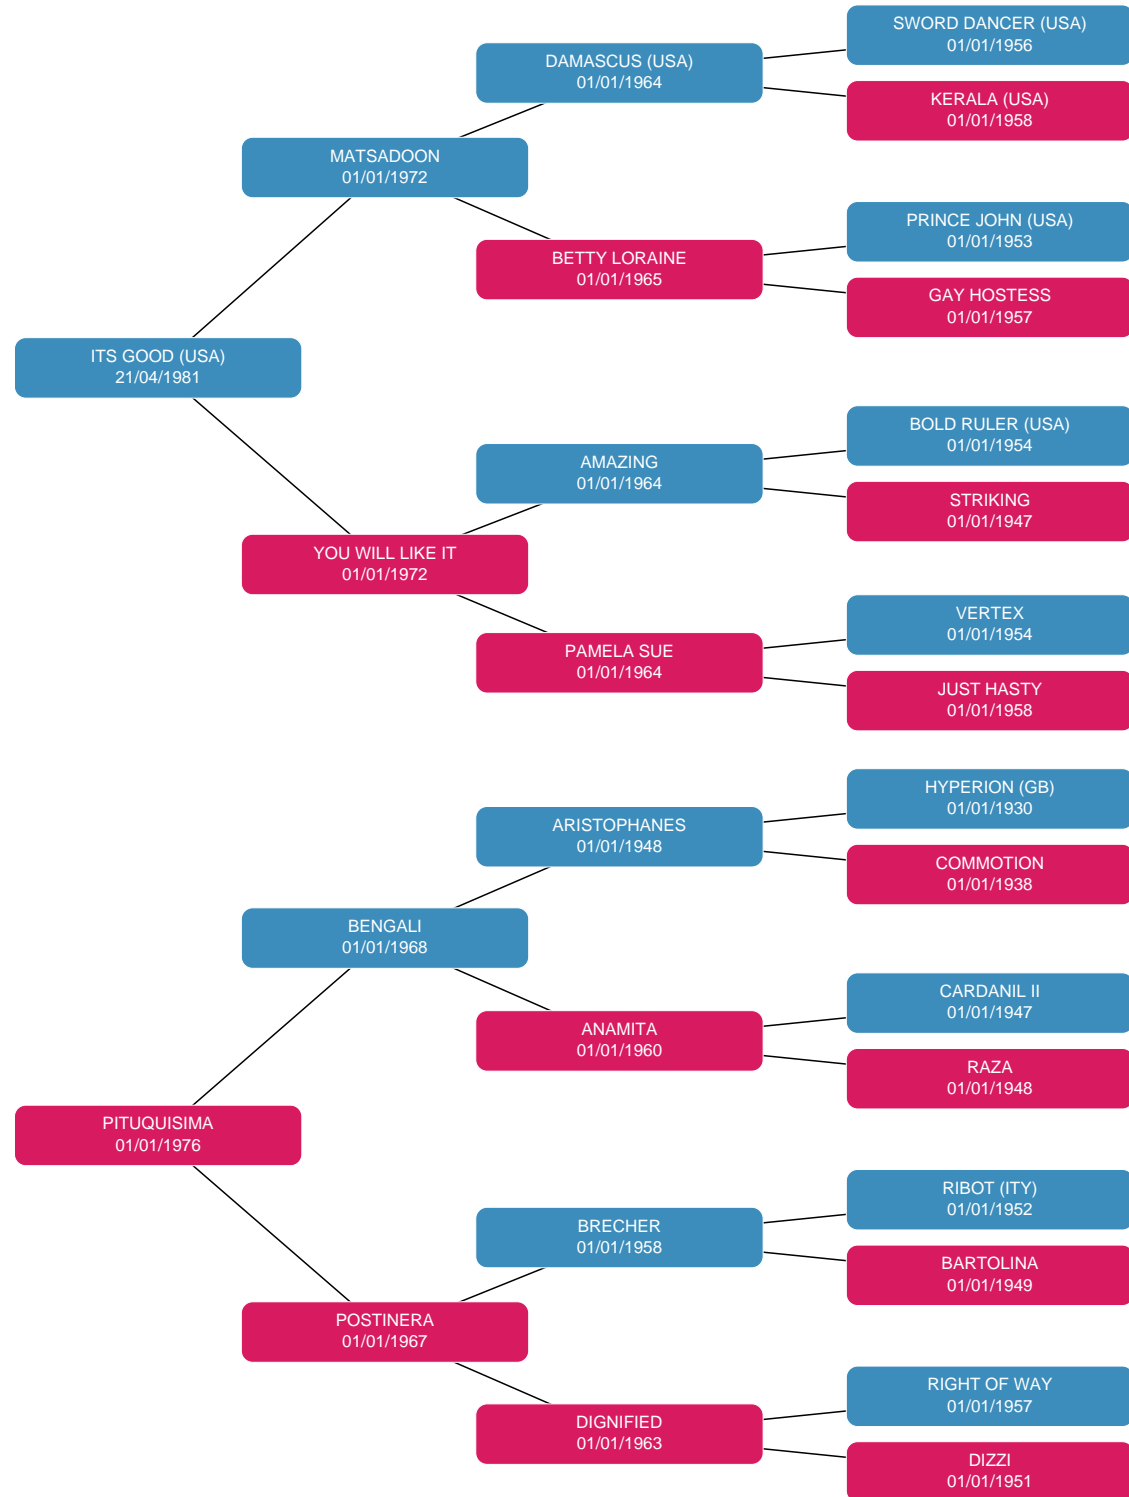 SWORD DANCER (USA)
01/01/1956
DAMASCUS (USA)
01/01/1964
KERALA (USA)
01/01/1958
MATSADOON
01/01/1972
PRINCE JOHN (USA)
01/01/1953
BETTY LORAINE
01/01/1965
GAY HOSTESS
01/01/1957
ITS GOOD (USA)
21/04/1981
BOLD RULER (USA)
01/01/1954
AMAZING
01/01/1964
STRIKING
01/01/1947
YOU WILL LIKE IT
01/01/1972
VERTEX
01/01/1954
PAMELA SUE
01/01/1964
JUST HASTY
01/01/1958
HYPERION (GB)
01/01/1930
ARISTOPHANES
01/01/1948
COMMOTION
01/01/1938
BENGALI
01/01/1968
CARDANIL II
01/01/1947
ANAMITA
01/01/1960
RAZA
01/01/1948
PITUQUISIMA
01/01/1976
RIBOT (ITY)
01/01/1952
BRECHER
01/01/1958
BARTOLINA
01/01/1949
POSTINERA
01/01/1967
RIGHT OF WAY
01/01/1957
DIGNIFIED
01/01/1963
DIZZI
01/01/1951